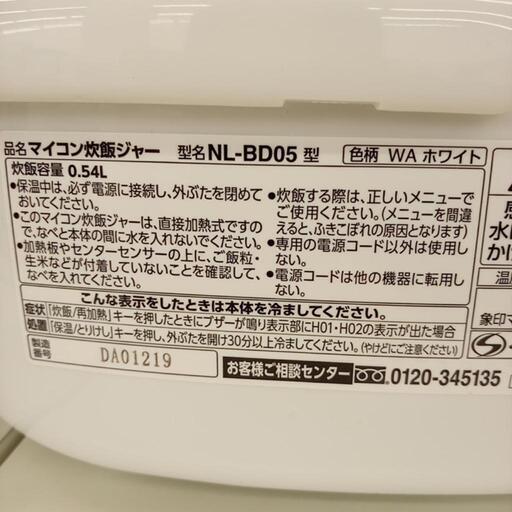 品名 マイコン炊飯ジャー 型名 NL-BD05 型 色柄 WA ホワイト
炊飯容量 0.54L
●保温中は、必ず電源に接続し、外ぶたを閉めて
おいてください。
●このマイコン炊飯ジャーは、直接加熱式ですの
で、なべと本体の間に水を入れないでください。
●加熱板やセンターセンサーの上に、ご飯粒・
生米などが付着していないことを確認して、
なべを入れてください。
●炊飯する際は、正しいメニューで
ご使用ください。(メニューを間違
えると、ふきこぼれの原因となります)
●専用の電源コード以外は使用し
ない。
●電源コードは他の機器に転用し
ない。
こんな表示をしたときは本体を冷ましてください。
症状 「炊飯/再加熱」キーを押したときにブザーが鳴り表示部にH01・H02の表示が出た場合
処置 「保温/とりけし」キーを押し、外ぶたを開け30分以上冷ましてください。(やけどにご注意ください)
製造
番号 DA01219
お客様ご相談センター 0120-345135
感
水
か
温
象印マ